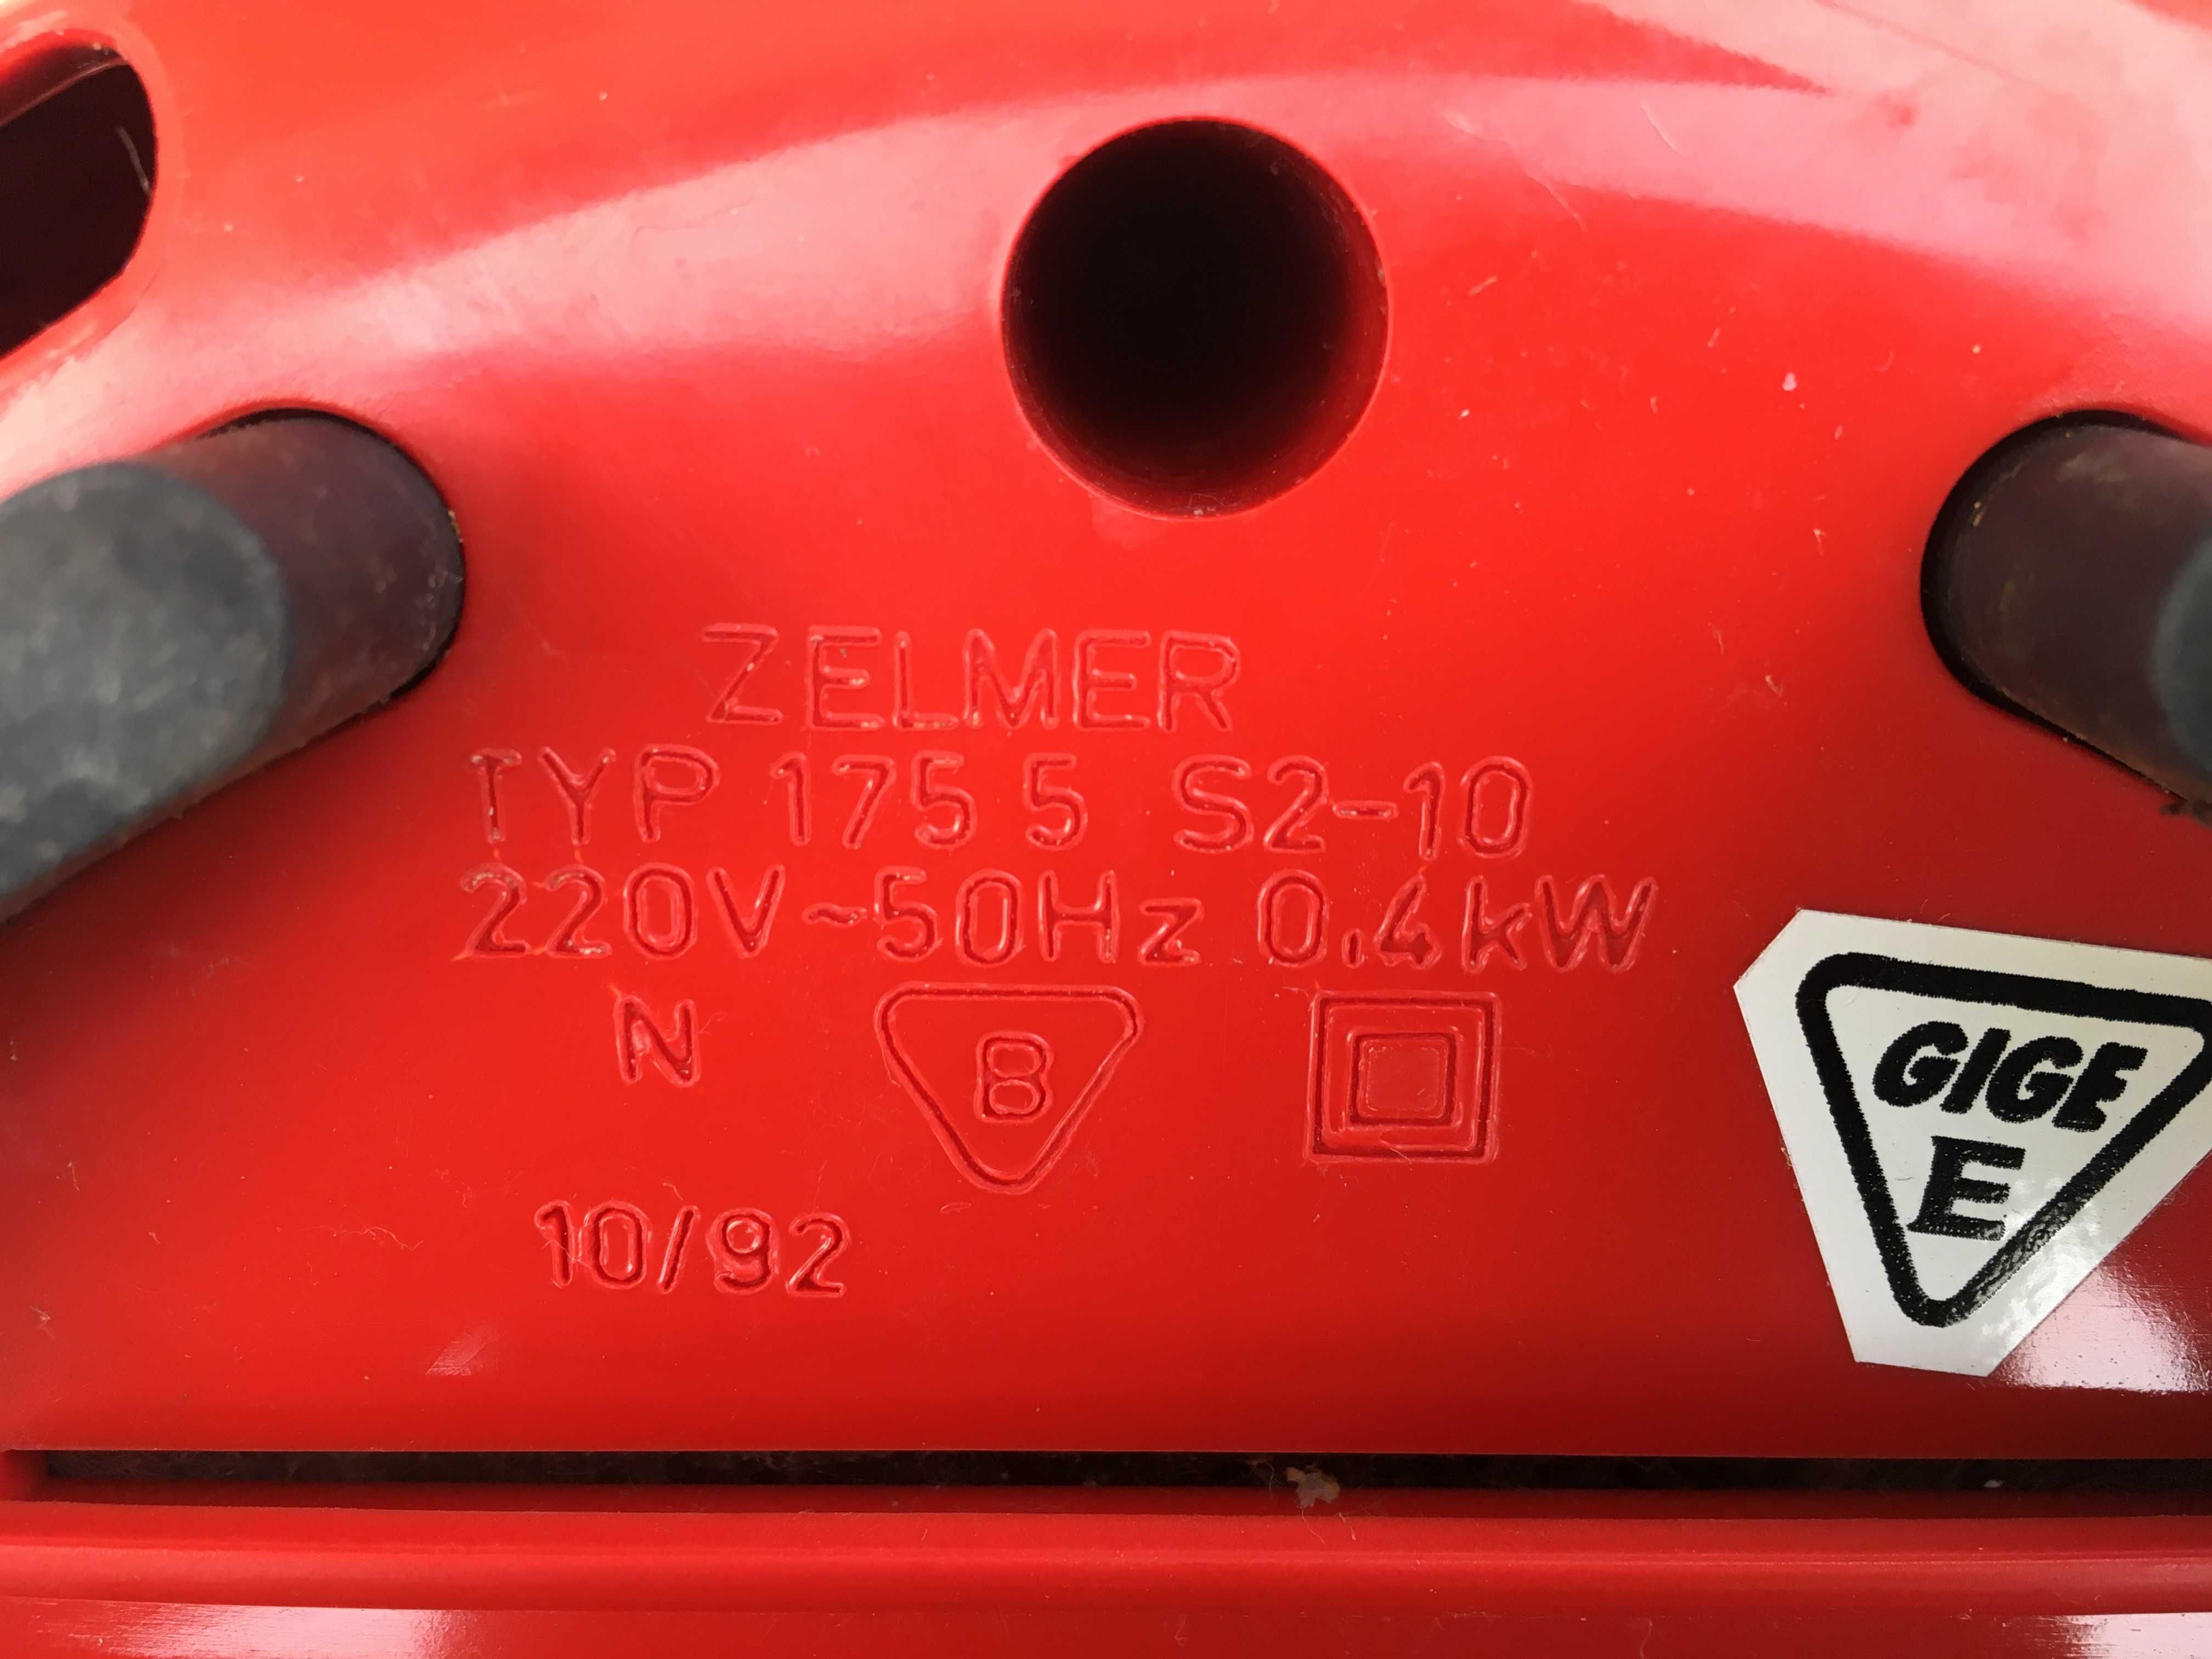 ZELMER
TYP 175 5 S2-10
220V~50Hz 0,4kW
N B
10/92
GIGE
E